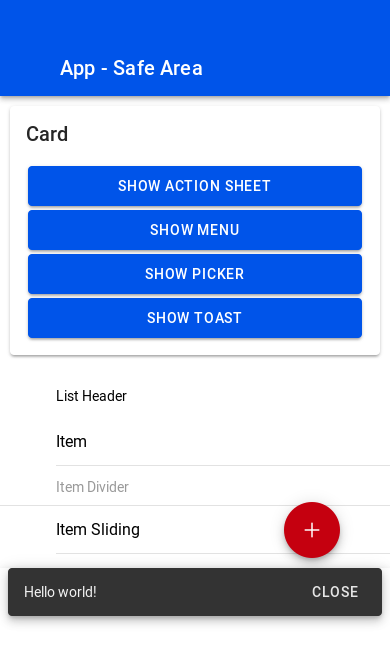 App - Safe Area
Card
SHOW ACTION SHEET
SHOW MENU
SHOW PICKER
SHOW TOAST
List Header
Item
Item Divider
Item Sliding
Hello world!
CLOSE